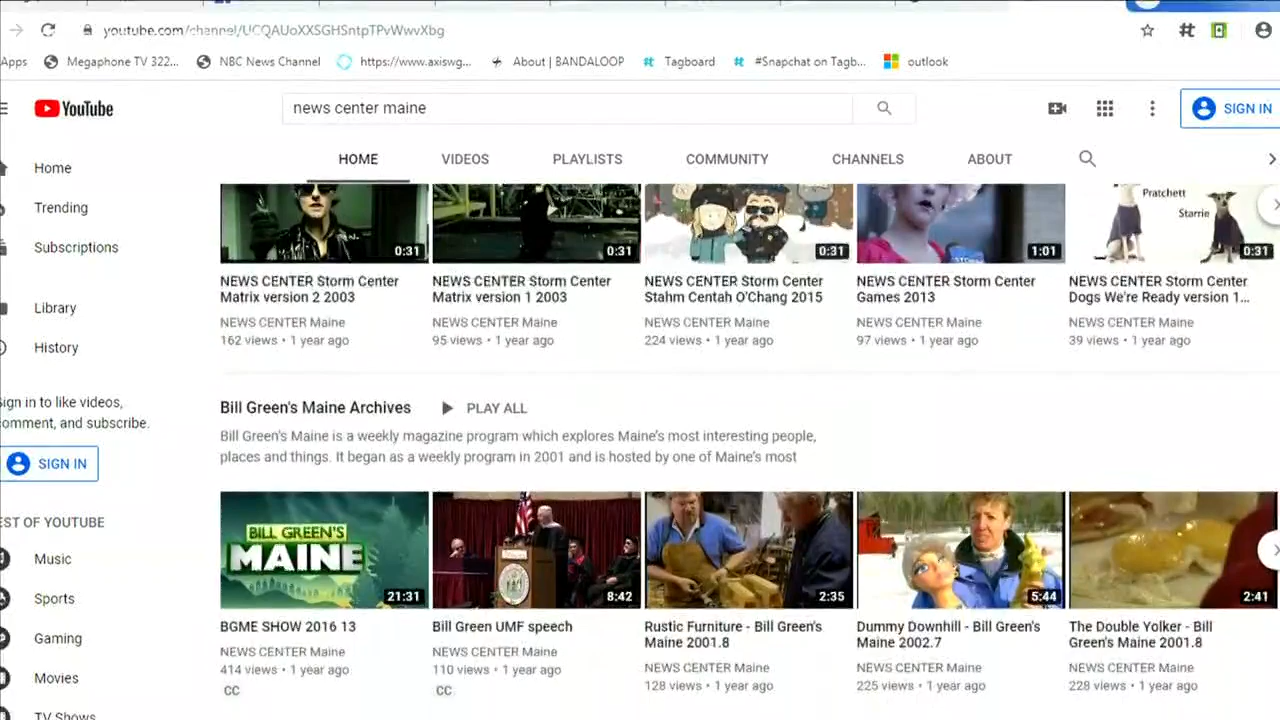 youtube.com/channel/UCQAUoXXSGHSntpTPvWwvXbg
Apps
Megaphone TV 322...
NBC News Channel
https://www.axiswg...
About | BANDALOOP
Tagboard
#Snapchat on Tagb...
outlook
YouTube
news center maine
SIGN IN
HOME
VIDEOS
PLAYLISTS
COMMUNITY
CHANNELS
ABOUT
Home
Trending
Subscriptions
Library
History
sign in to like videos,
comment, and subscribe.
SIGN IN
EST OF YOUTUBE
Music
Sports
Gaming
Movies
TV Shows
0:31
0:31
0:31
1:01
Pratchett
Starrie
0:31
NEWS CENTER Storm Center
Matrix version 2 2003
NEWS CENTER Maine
162 views • 1 year ago
NEWS CENTER Storm Center
Matrix version 1 2003
NEWS CENTER Maine
95 views • 1 year ago
NEWS CENTER Storm Center
Stahm Centah O'Chang 2015
NEWS CENTER Maine
224 views • 1 year ago
NEWS CENTER Storm Center
Games 2013
NEWS CENTER Maine
97 views • 1 year ago
NEWS CENTER Storm Center
Dogs We're Ready version 1...
NEWS CENTER Maine
39 views • 1 year ago
Bill Green's Maine Archives
PLAY ALL
Bill Green's Maine is a weekly magazine program which explores Maine's most interesting people,
places and things. It began as a weekly program in 2001 and is hosted by one of Maine's most
BILL GREEN'S
MAINE
21:31
8:42
2:35
5:44
2:41
BGME SHOW 2016 13
NEWS CENTER Maine
414 views • 1 year ago
CC
Bill Green UMF speech
NEWS CENTER Maine
110 views • 1 year ago
CC
Rustic Furniture - Bill Green's
Maine 2001.8
NEWS CENTER Maine
128 views • 1 year ago
Dummy Downhill - Bill Green's
Maine 2002.7
NEWS CENTER Maine
225 views • 1 year ago
The Double Yolker - Bill
Green's Maine 2001.8
NEWS CENTER Maine
228 views • 1 year ago